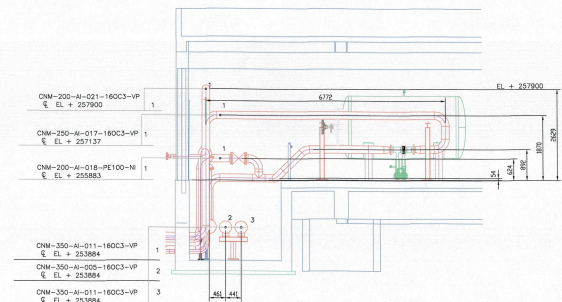 CNM-200-AI-021-160C3-VP
℄ EL + 257900
1
1
EL + 257900
6772
CNM-250-AI-017-160C3-VP
℄ EL + 257137
1
1
CNM-200-AI-018-PE100-NI
℄ EL + 255883
1
1
2629
1870
892
624
54
CNM-350-AI-011-160C3-VP
℄ EL + 253884
1
2
3
CNM-350-AI-005-160C3-VP
℄ EL + 253884
2
CNM-350-AI-011-160C3-VP
℄ EL + 253884
3
461
441